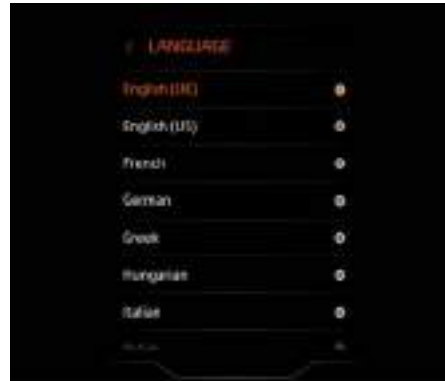 LANGUAGE
English (UK)
English (US)
French
German
Greek
Hungarian
Italian